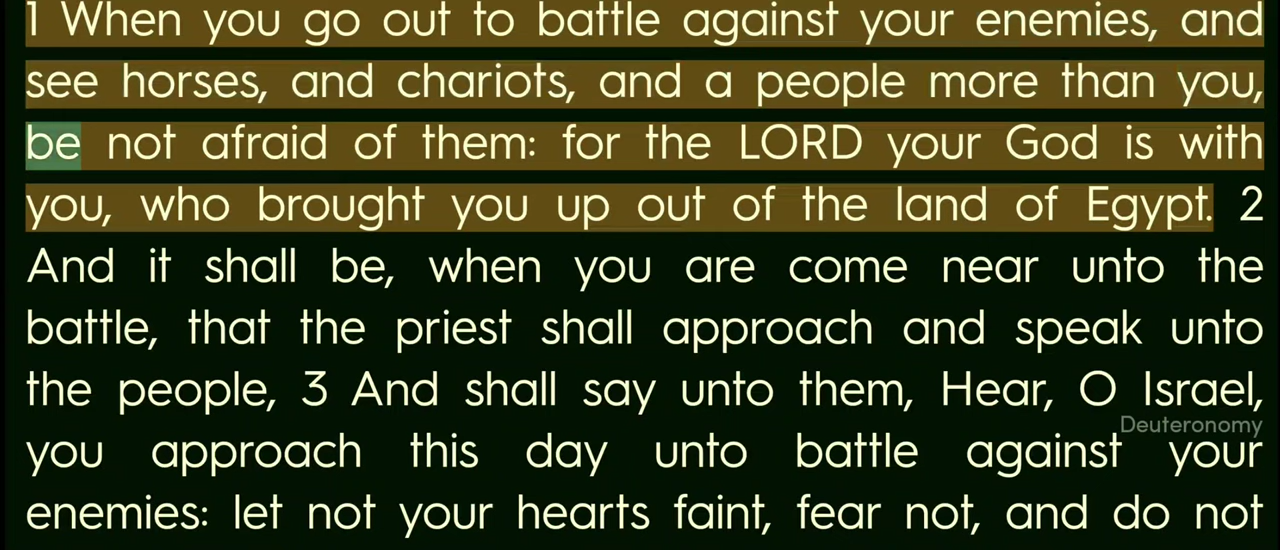 1 When you go out to battle against your enemies, and
see horses, and chariots, and a people more than you,
be not afraid of them: for the LORD your God is with
you, who brought you up out of the land of Egypt. 2
And it shall be, when you are come near unto the
battle, that the priest shall approach and speak unto
the people, 3 And shall say unto them, Hear, O Israel,
Deuteronomy
you approach this day unto battle against your
enemies: let not your hearts faint, fear not, and do not